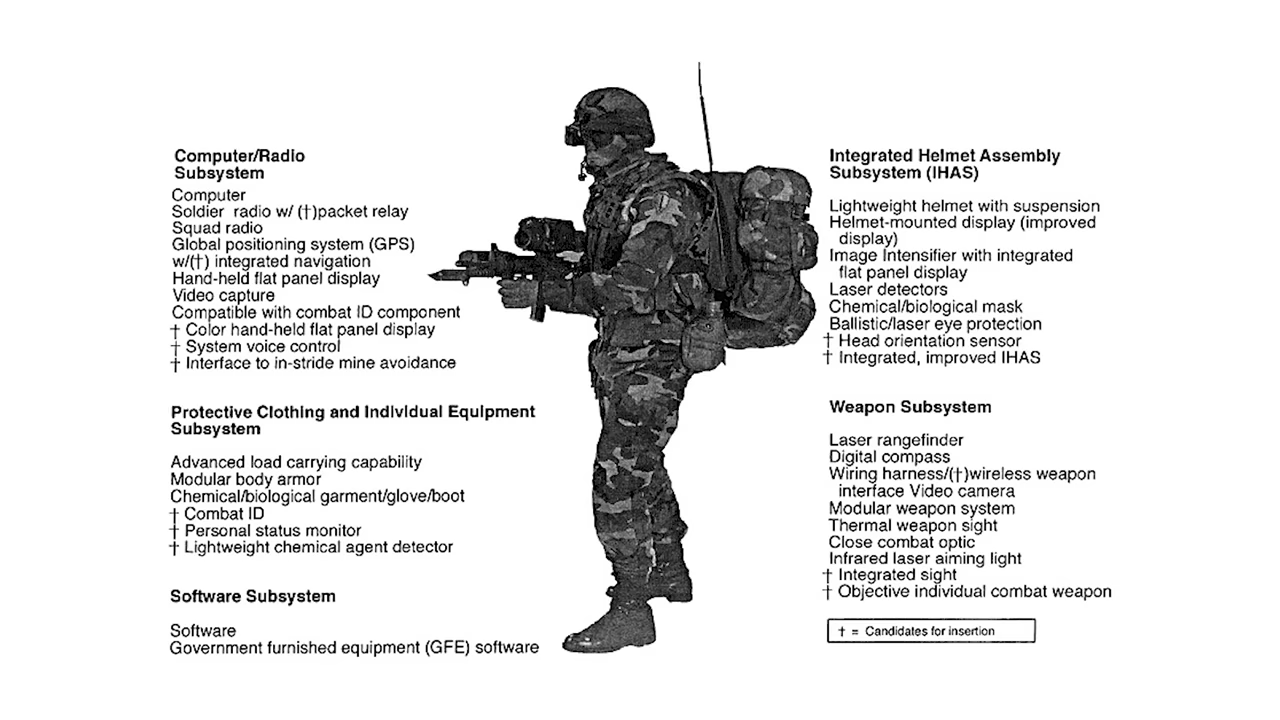 Computer/Radio
Subsystem
Computer
Soldier radio w/ (†)packet relay
Squad radio
Global positioning system (GPS)
w/(†) integrated navigation
Hand-held flat panel display
Video capture
Compatible with combat ID component
† Color hand-held flat panel display
† System voice control
† Interface to in-stride mine avoidance
Protective Clothing and Individual Equipment
Subsystem
Advanced load carrying capability
Modular body armor
Chemical/biological garment/glove/boot
† Combat ID
† Personal status monitor
† Lightweight chemical agent detector
Software Subsystem
Software
Government furnished equipment (GFE) software
Integrated Helmet Assembly
Subsystem (IHAS)
Lightweight helmet with suspension
Helmet-mounted display (improved
display)
Image Intensifier with integrated
flat panel display
Laser detectors
Chemical/biological mask
Ballistic/laser eye protection
† Head orientation sensor
† Integrated, improved IHAS
Weapon Subsystem
Laser rangefinder
Digital compass
Wiring harness/(†)wireless weapon
interface Video camera
Modular weapon system
Thermal weapon sight
Close combat optic
Infrared laser aiming light
† Integrated sight
† Objective individual combat weapon
† = Candidates for insertion